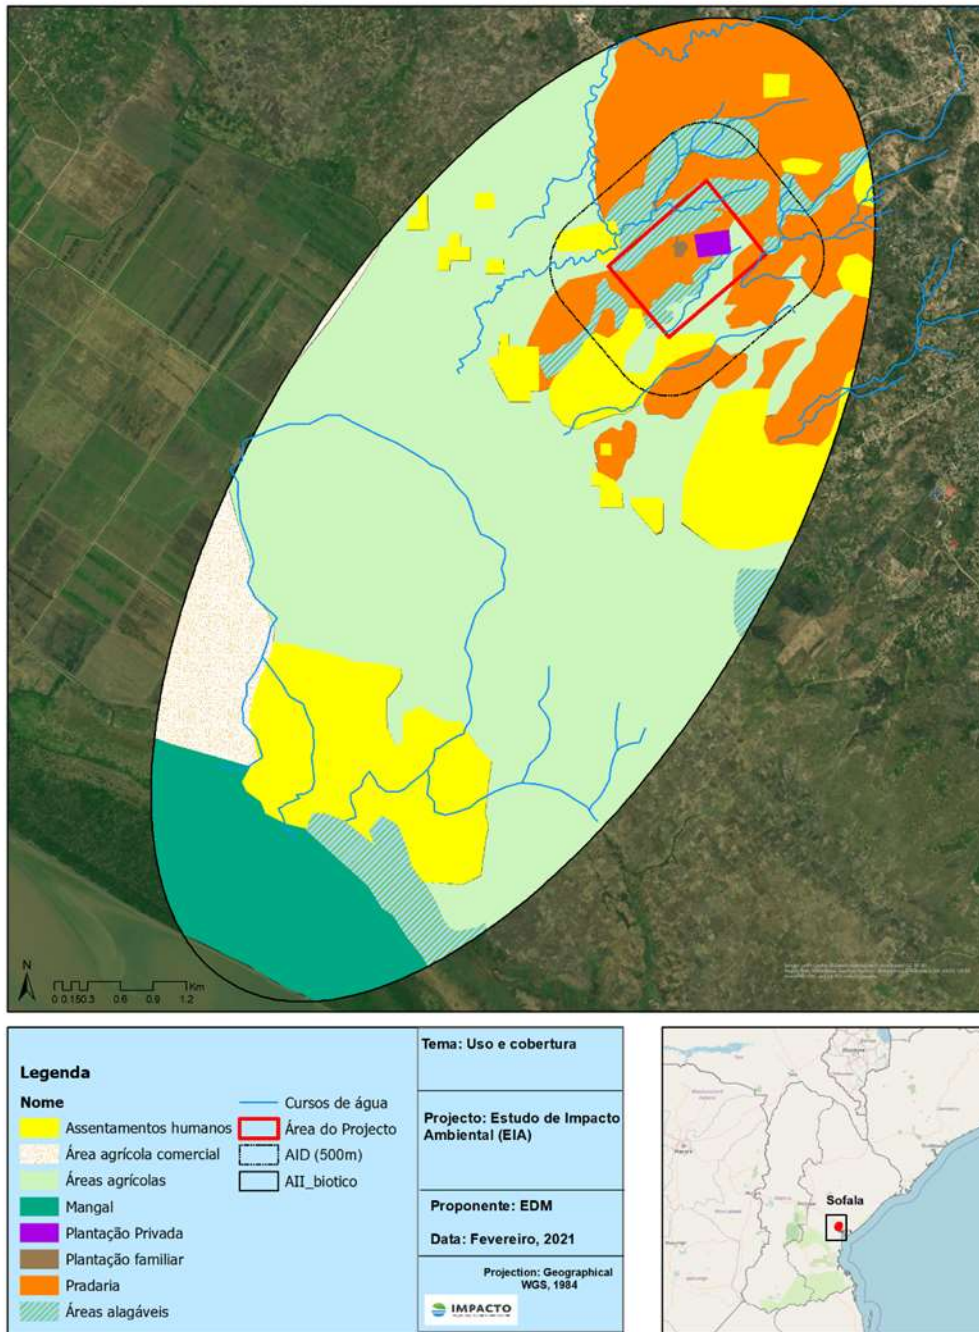 N
Km
0 0.150.3 0.6 0.9 1.2
Legenda
Nome
Assentamentos humanos
Área agrícola comercial
Áreas agrícolas
Mangal
Plantação Privada
Plantação familiar
Pradaria
Áreas alagáveis
Cursos de água
Área do Projecto
AID (500m)
AII_biotico
Tema: Uso e cobertura
Projecto: Estudo de Impacto
Ambiental (EIA)
Proponente: EDM
Data: Fevereiro, 2021
Projection: Geographical
WGS, 1984
IMPACTO
Sofala